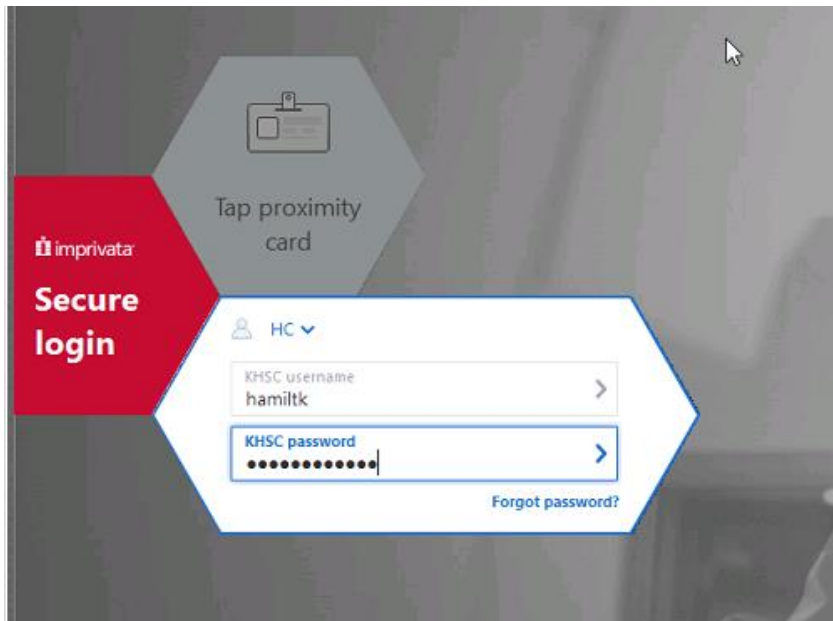 Tap proximity
card
imprivata
Secure
login
HC
KHSC username
hamiltk
KHSC password
••••••••••••
Forgot password?